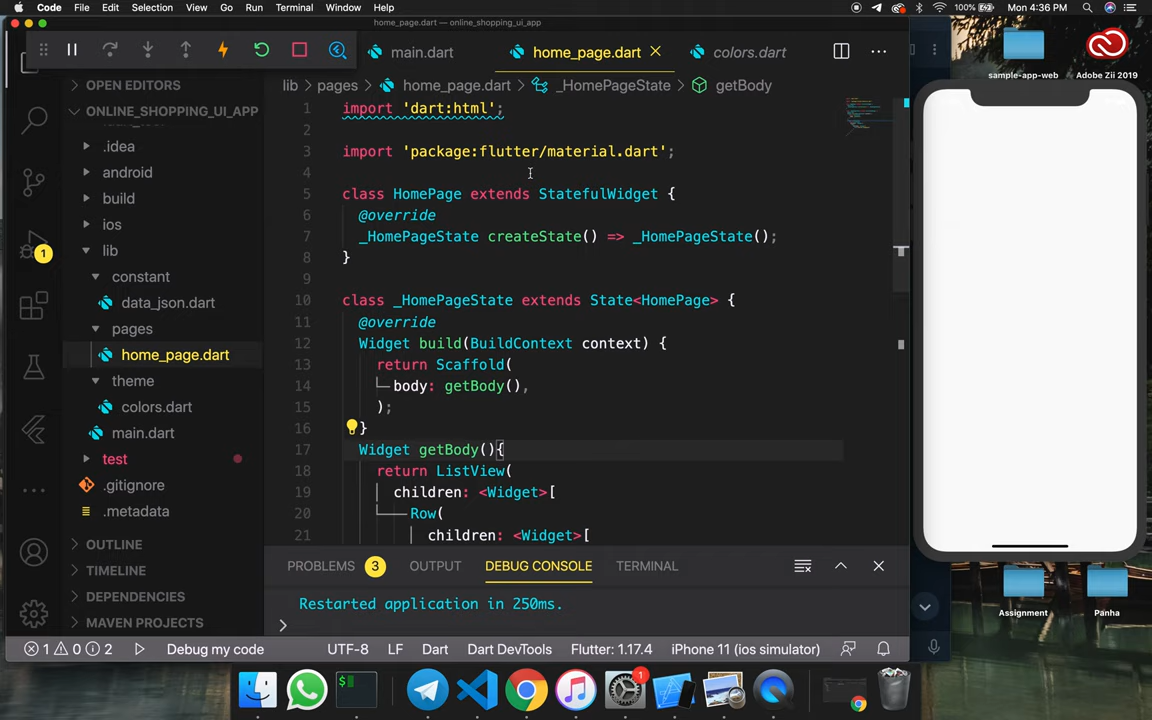 Code File Edit Selection View Go Run Terminal Window Help 100% Mon 4:36 PM
home_page.dart — online_shopping_ui_app
main.dart home_page.dart colors.dart
OPEN EDITORS
lib pages home_page.dart _HomePageState getBody
ONLINE_SHOPPING_UI_APP
.idea
android
build
ios
lib
constant
data_json.dart
pages
home_page.dart
theme
colors.dart
main.dart
test
.gitignore
.metadata
OUTLINE
TIMELINE
DEPENDENCIES
MAVEN PROJECTS
1
1 import 'dart:html';
2
3 import 'package:flutter/material.dart';
4
5 class HomePage extends StatefulWidget {
6 @override
7 _HomePageState createState() => _HomePageState();
8 }
9
10 class _HomePageState extends State<HomePage> {
11 @override
12 Widget build(BuildContext context) {
13 return Scaffold(
14 body: getBody(),
15 );
16 }
17 Widget getBody(){
18 return ListView(
19 children: <Widget>[
20 Row(
21 children: <Widget>[
PROBLEMS 3 OUTPUT DEBUG CONSOLE TERMINAL
Restarted application in 250ms.
1 0 2 Debug my code UTF-8 LF Dart Dart DevTools Flutter: 1.17.4 iPhone 11 (ios simulator)
sample-app-web
Adobe Zii 2019
Assignment
Panha
1